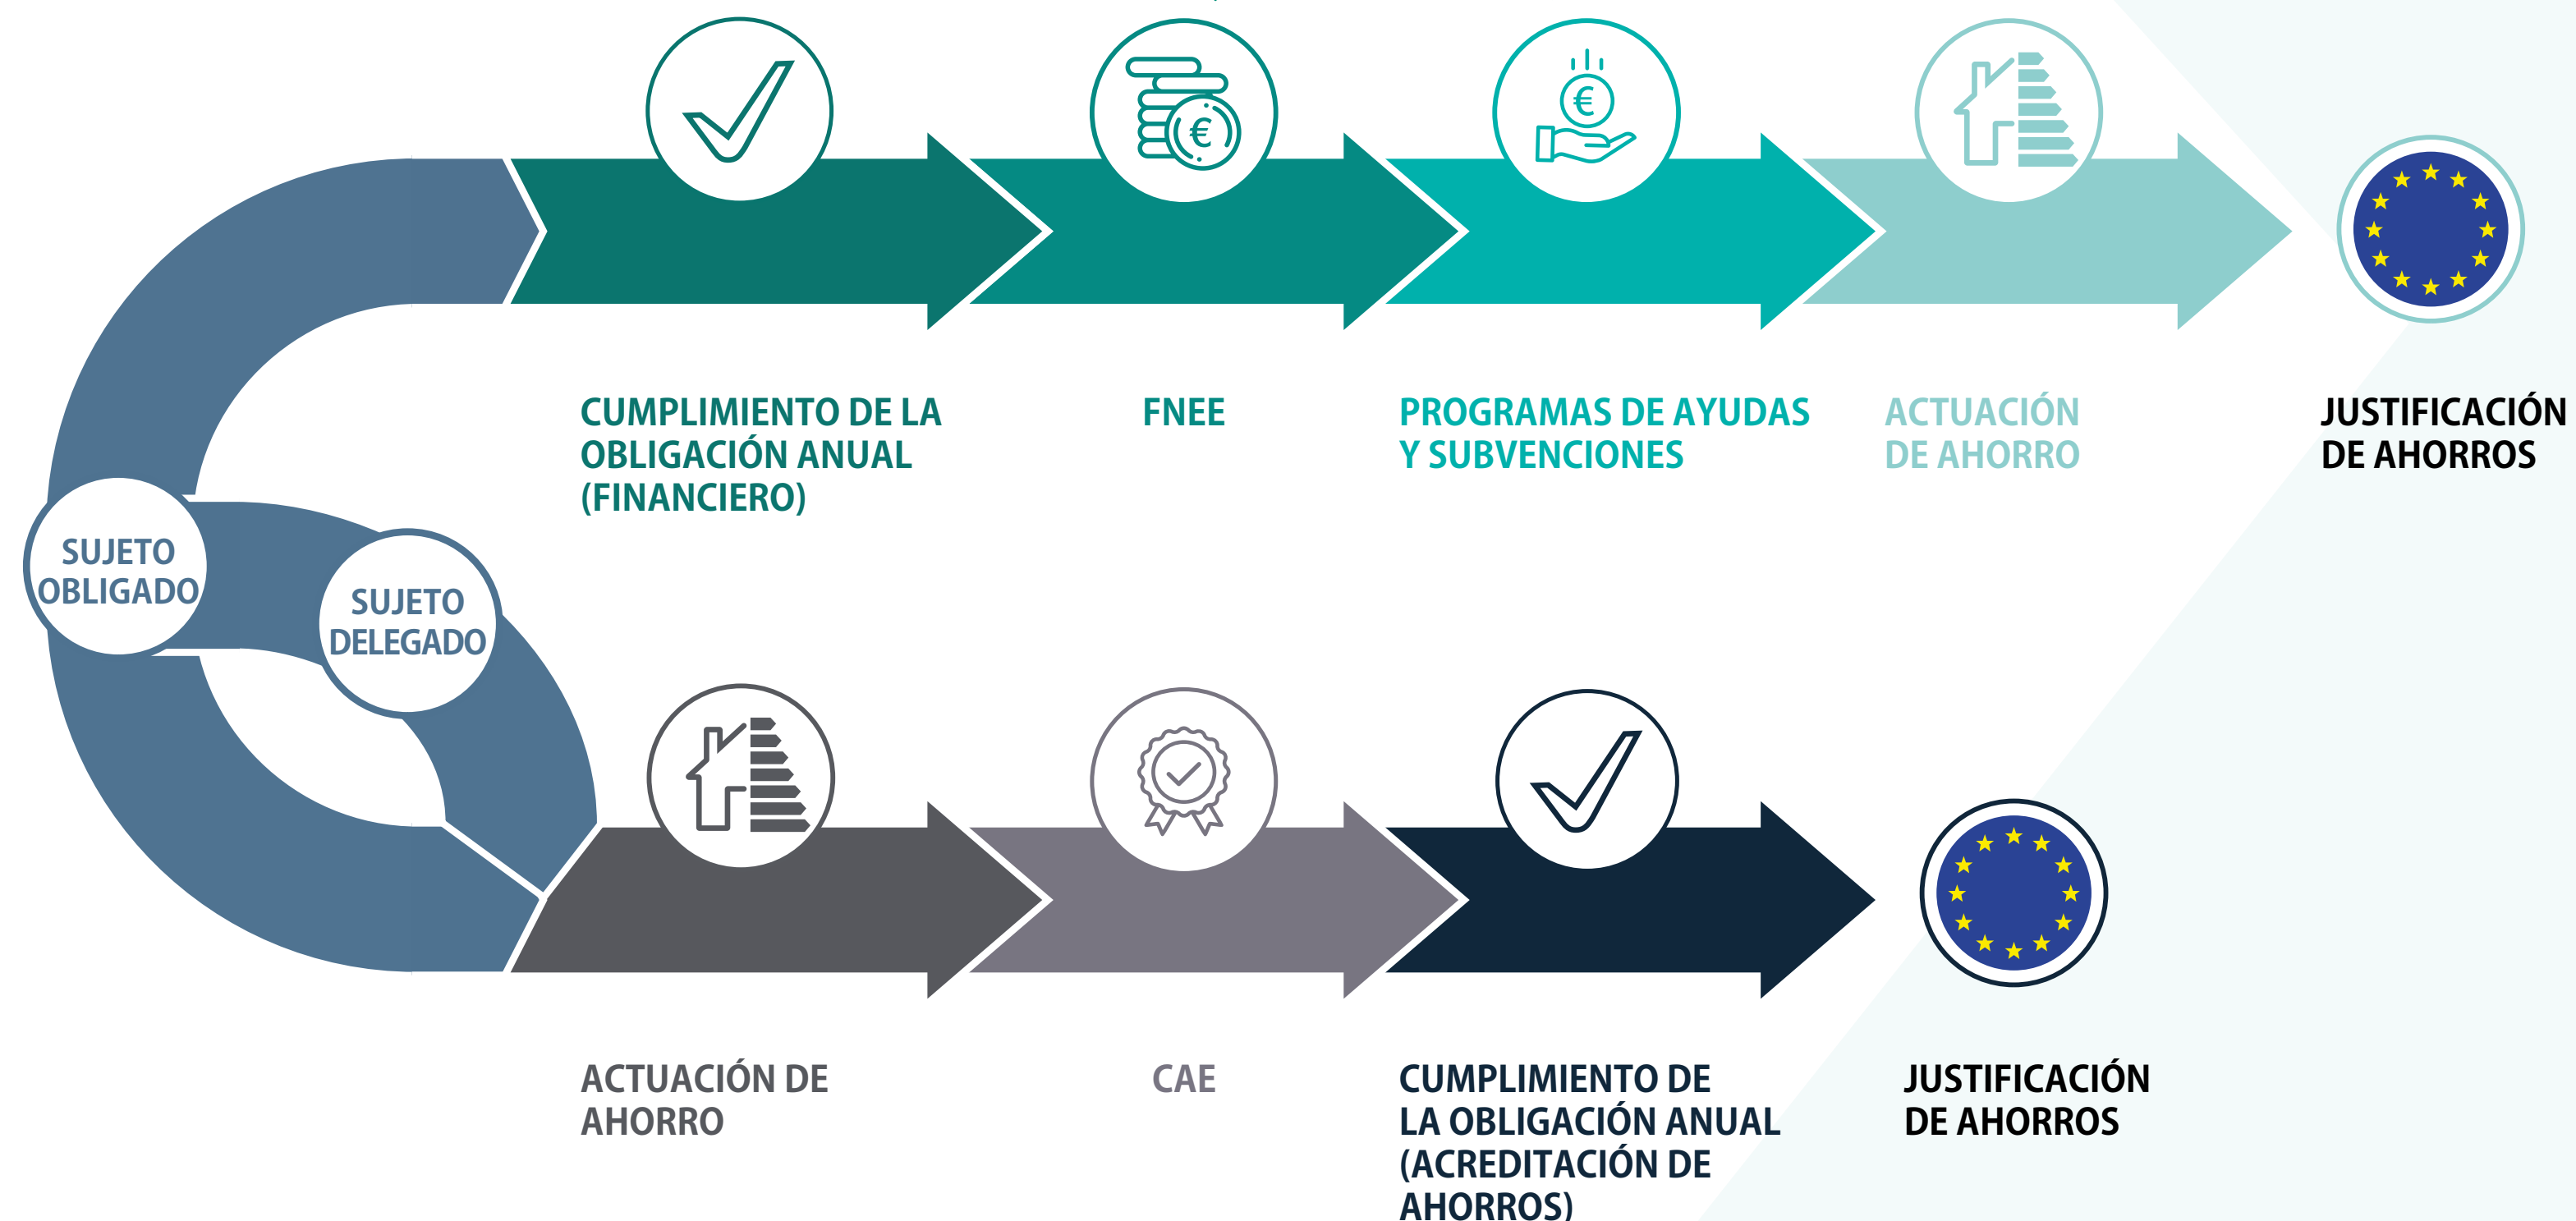 CUMPLIMIENTO DE LA
OBLIGACIÓN ANUAL
(FINANCIERO)
FNEE
PROGRAMAS DE AYUDAS
Y SUBVENCIONES
ACTUACIÓN
DE AHORRO
JUSTIFICACIÓN
DE AHORROS
SUJETO
OBLIGADO
SUJETO
DELEGADO
ACTUACIÓN DE
AHORRO
CAE
CUMPLIMIENTO DE
LA OBLIGACIÓN ANUAL
(ACREDITACIÓN DE
AHORROS)
JUSTIFICACIÓN
DE AHORROS